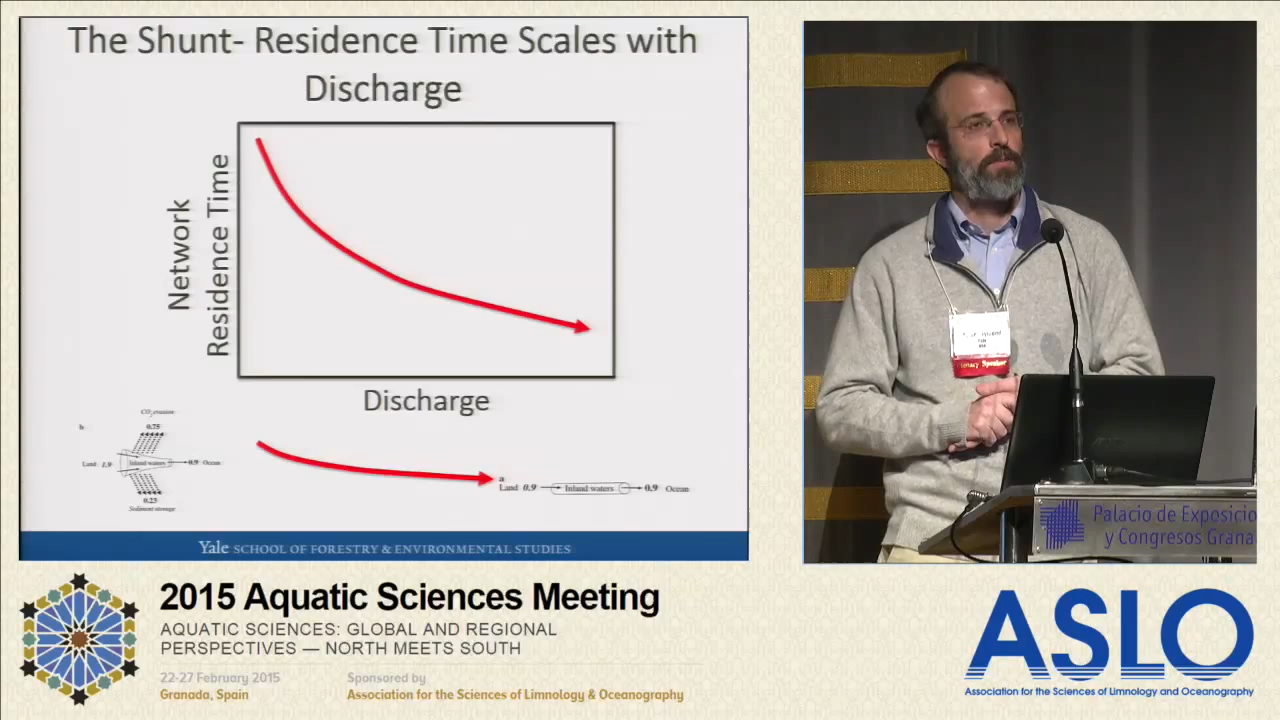 The Shunt- Residence Time Scales with
Discharge
Network
Residence Time
Discharge
CO2 evasion
b
0.75
Land 1.9
Inland waters
0.9 Ocean
0.23
Sediment storage
a
Land 0.9
Inland waters
0.9 Ocean
Yale SCHOOL OF FORESTRY & ENVIRONMENTAL STUDIES
Speaker
Palacio de Exposicio
y Congresos Grana
2015 Aquatic Sciences Meeting
AQUATIC SCIENCES: GLOBAL AND REGIONAL
PERSPECTIVES — NORTH MEETS SOUTH
22-27 February 2015
Granada, Spain
Sponsored by
Association for the Sciences of Limnology & Oceanography
ASLO
Association for the Sciences of Limnology and Oceanography